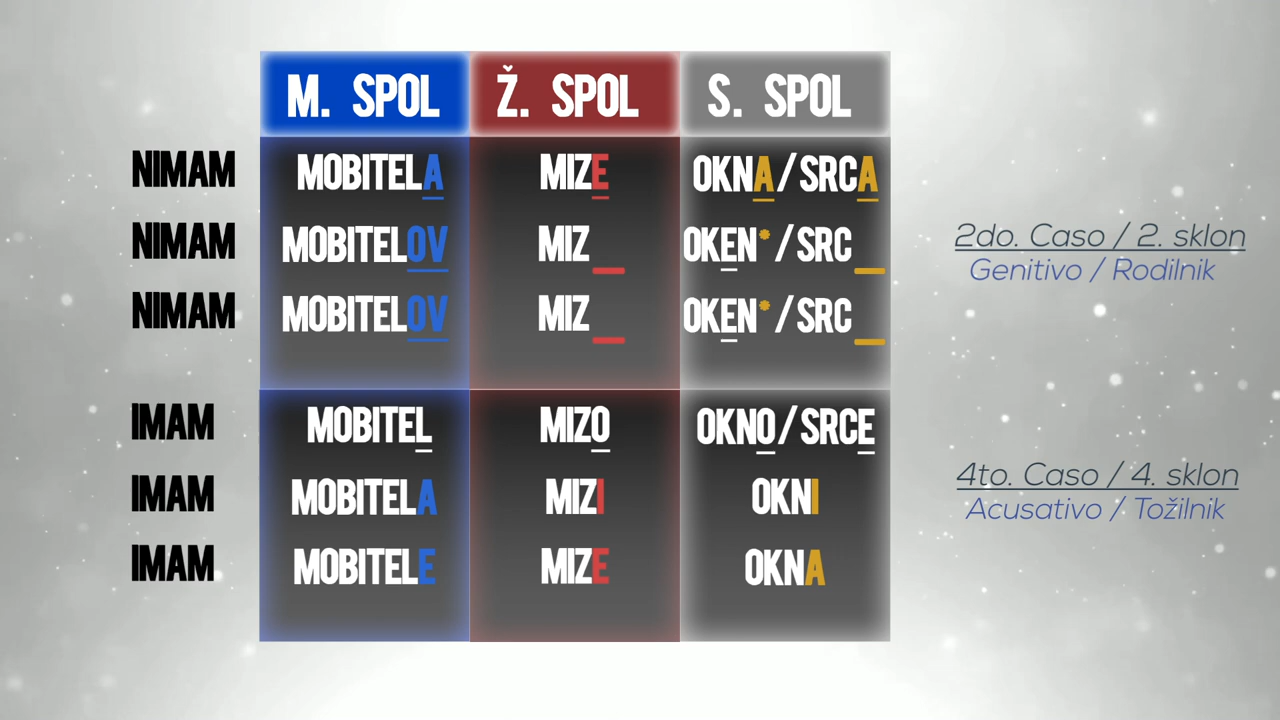 M. SPOL Ž. SPOL S. SPOL
NIMAM MOBITELA MIZE OKNA/SRCA
NIMAM MOBITELOV MIZ_ OKEN*/SRC_
NIMAM MOBITELOV MIZ_ OKEN*/SRC_
2do. Caso / 2. sklon
Genitivo / Rodilnik
IMAM MOBITEL MIZO OKNO/SRCE
IMAM MOBITELA MIZI OKNI
IMAM MOBITELE MIZE OKNA
4to. Caso / 4. sklon
Acusativo / Tožilnik